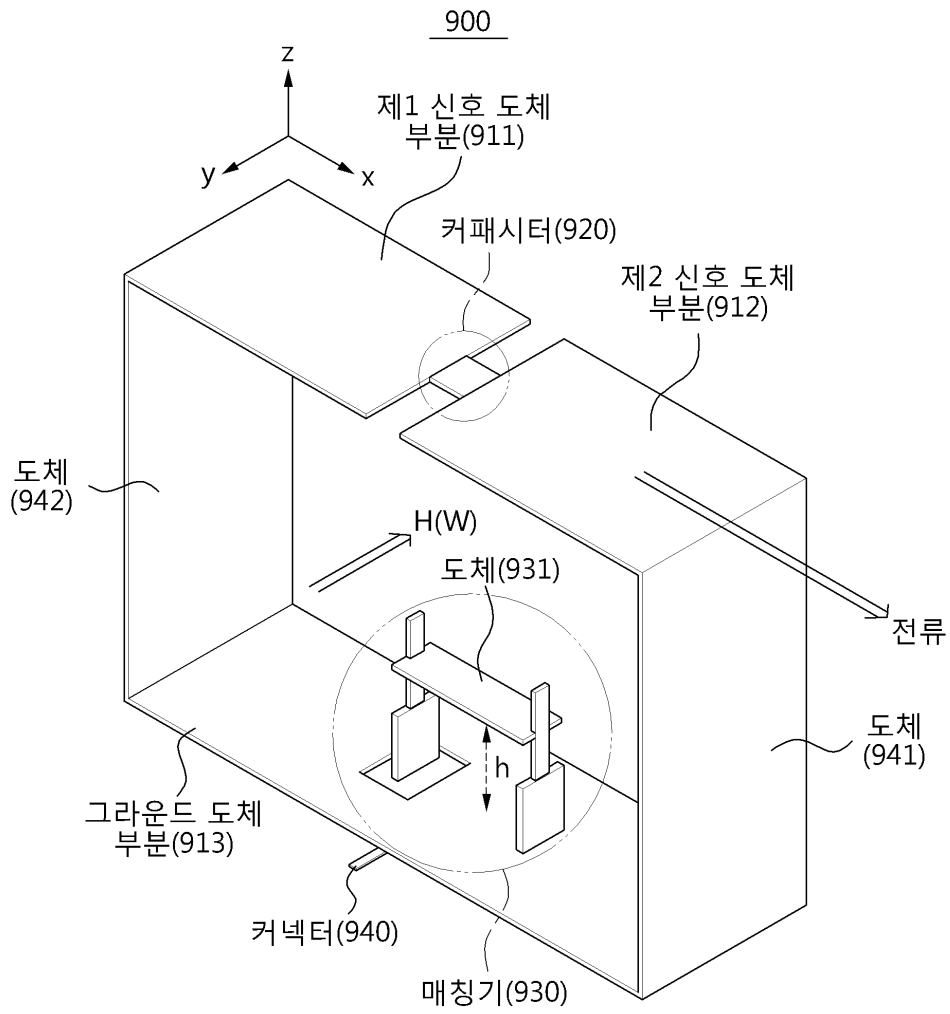 900
z
y
x
제1 신호 도체
부분(911)
커패시터(920)
제2 신호 도체
부분(912)
도체
(942)
H(W)
도체(931)
전류
h
도체
(941)
그라운드 도체
부분(913)
커넥터(940)
매칭기(930)